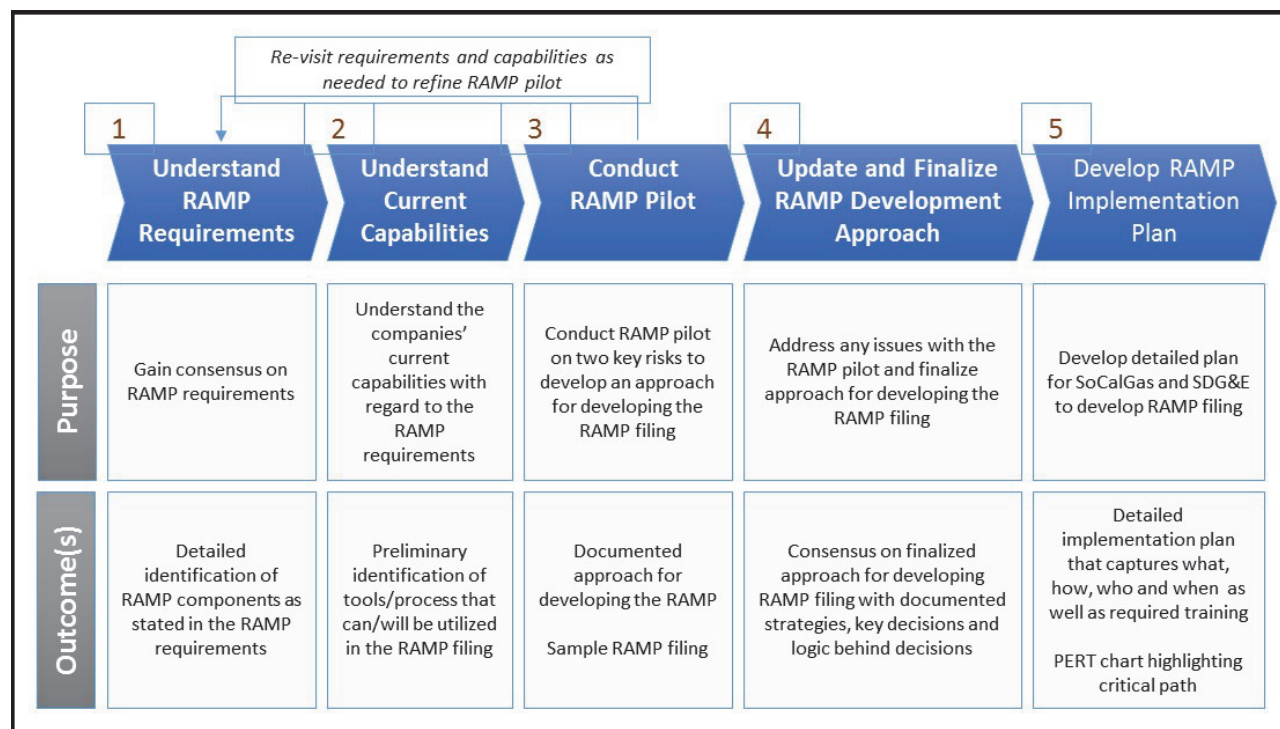 Re-visit requirements and capabilities as
needed to refine RAMP pilot
1
2
3
4
5
Understand
RAMP
Requirements
Understand
Current
Capabilities
Conduct
RAMP Pilot
Update and Finalize
RAMP Development
Approach
Develop RAMP
Implementation
Plan
Purpose
Gain consensus on
RAMP requirements
Understand the
companies’
current
capabilities with
regard to the
RAMP
requirements
Conduct RAMP pilot
on two key risks to
develop an approach
for developing the
RAMP filing
Address any issues with the
RAMP pilot and finalize
approach for developing the
RAMP filing
Develop detailed plan
for SoCalGas and SDG&E
to develop RAMP filing
Outcome(s)
Detailed
identification of
RAMP components as
stated in the RAMP
requirements
Preliminary
identification of
tools/process that
can/will be utilized
in the RAMP filing
Documented
approach for
developing the RAMP
Sample RAMP filing
Consensus on finalized
approach for developing
RAMP filing with documented
strategies, key decisions and
logic behind decisions
Detailed
implementation plan
that captures what,
how, who and when as
well as required training
PERT chart highlighting
critical path